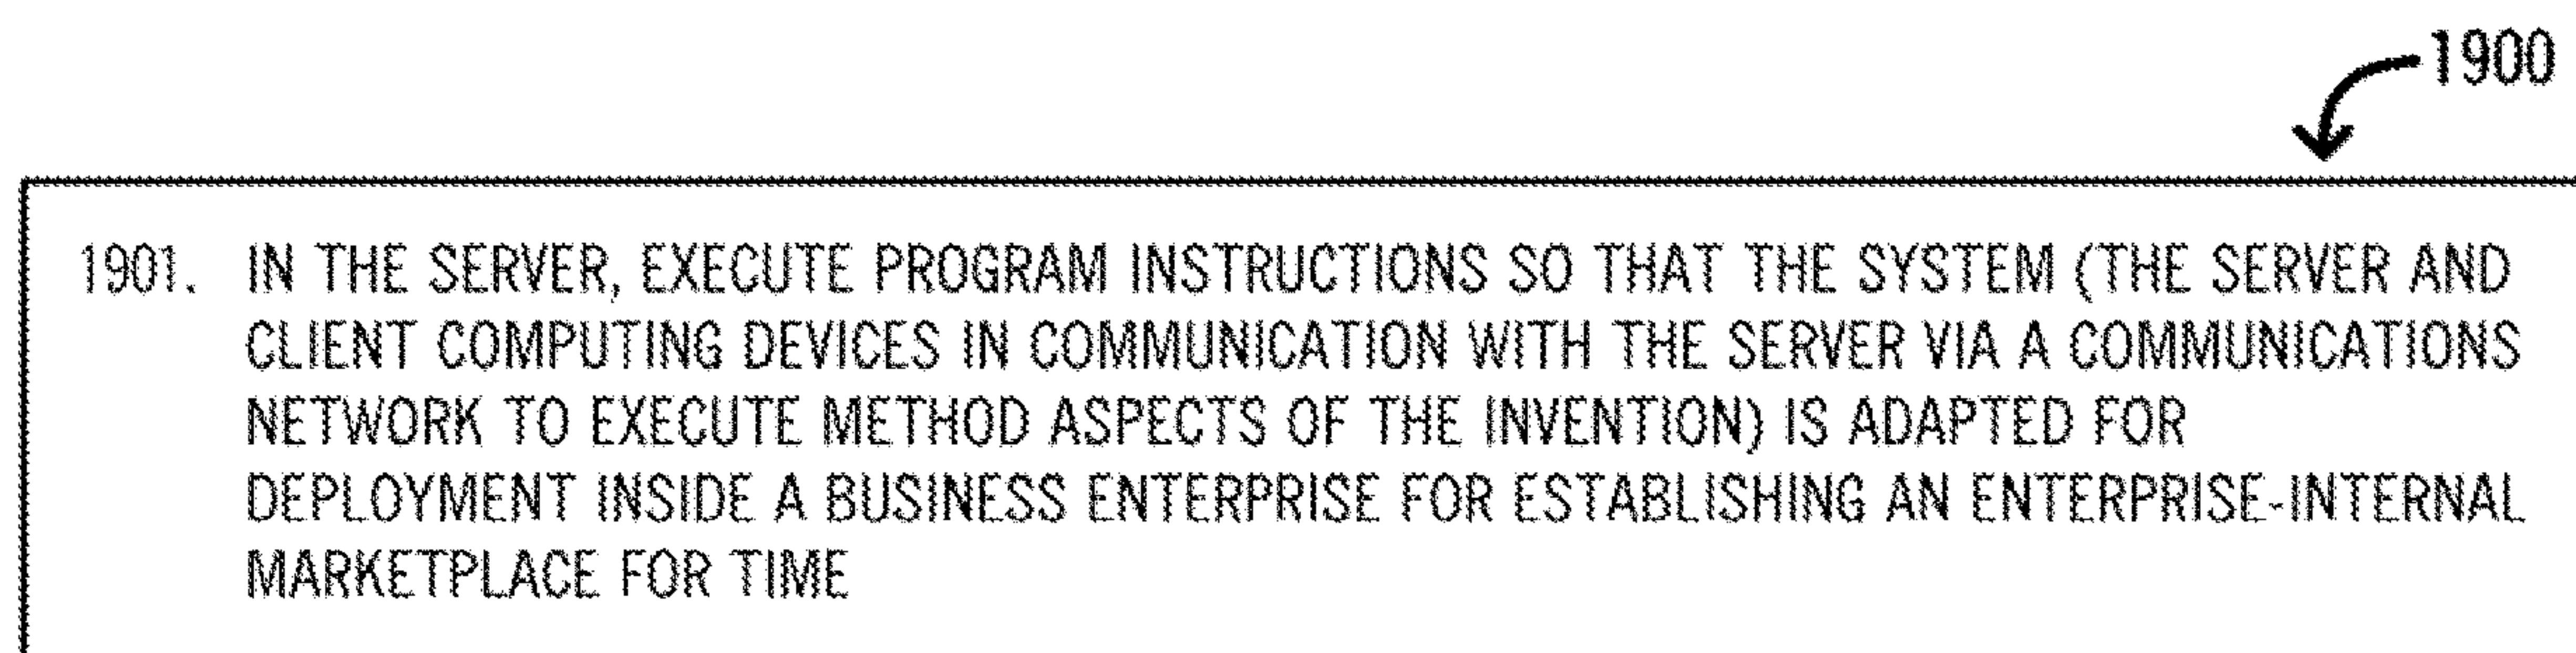 1900
1901. IN THE SERVER, EXECUTE PROGRAM INSTRUCTIONS SO THAT THE SYSTEM (THE SERVER AND
CLIENT COMPUTING DEVICES IN COMMUNICATION WITH THE SERVER VIA A COMMUNICATIONS
NETWORK TO EXECUTE METHOD ASPECTS OF THE INVENTION) IS ADAPTED FOR
DEPLOYMENT INSIDE A BUSINESS ENTERPRISE FOR ESTABLISHING AN ENTERPRISE-INTERNAL
MARKETPLACE FOR TIME